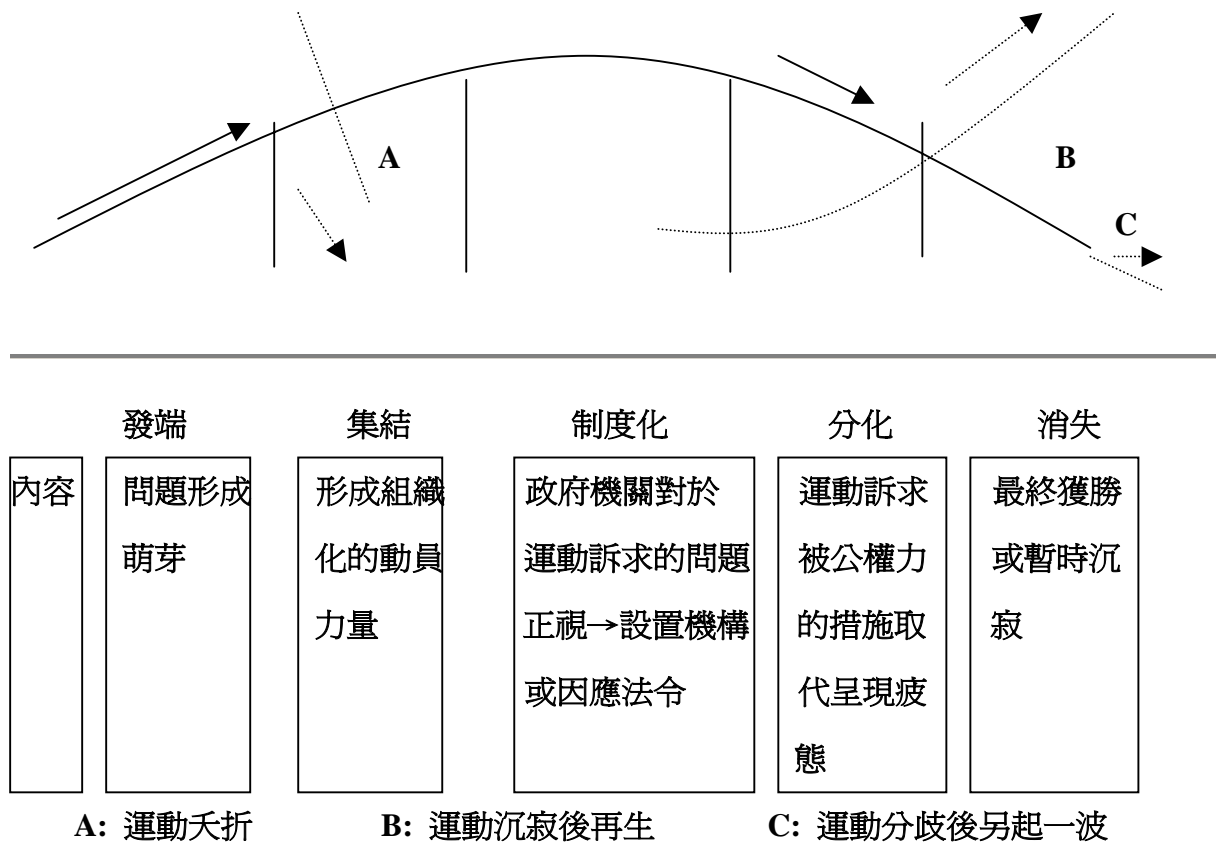 A
B
C
發端 集結 制度化 分化 消失
內容
問題形成
萌芽
形成組織
化的動員
力量
政府機關對於
運動訴求的問題
正視→設置機構
或因應法令
運動訴求
被公權力
的措施取
代呈現疲
態
最終獲勝
或暫時沉
寂
A: 運動夭折 B: 運動沉寂後再生 C: 運動分歧後另起一波